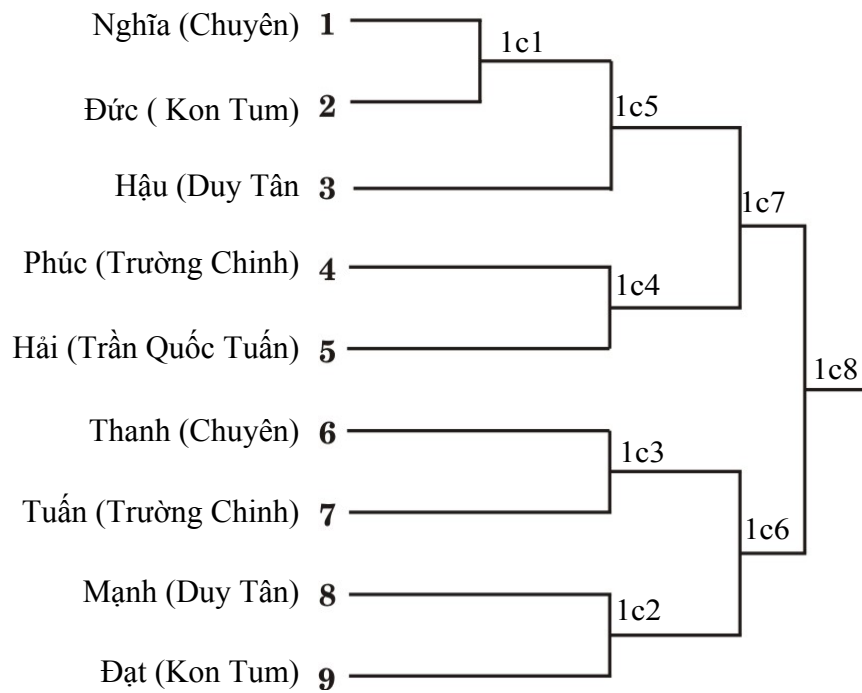 Nghĩa (Chuyên) 1
1c1
Đức ( Kon Tum) 2
1c5
Hậu (Duy Tân 3
1c7
Phúc (Trường Chinh) 4
1c4
Hải (Trần Quốc Tuấn) 5
1c8
Thanh (Chuyên) 6
1c3
Tuấn (Trường Chinh) 7
1c6
Mạnh (Duy Tân) 8
1c2
Đạt (Kon Tum) 9